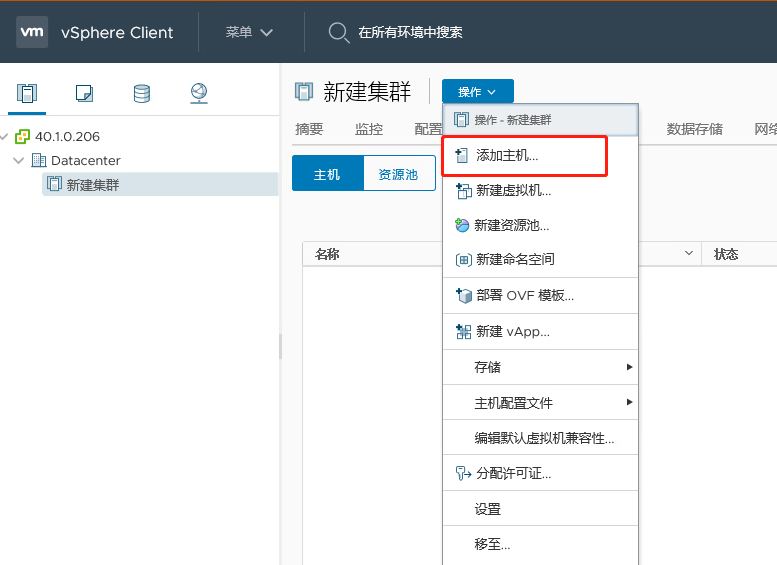 vm vSphere Client 菜单 在所有环境中搜索
新建集群 操作
操作 - 新建集群
摘要 监控 配置 数据存储
40.1.0.206
Datacenter
新建集群
主机 资源池
添加主机...
新建虚拟机...
新建资源池...
名称 状态
新建命名空间
部署 OVF 模板...
新建 vApp...
存储
主机配置文件
编辑默认虚拟机兼容性...
分配许可证...
设置
移至...